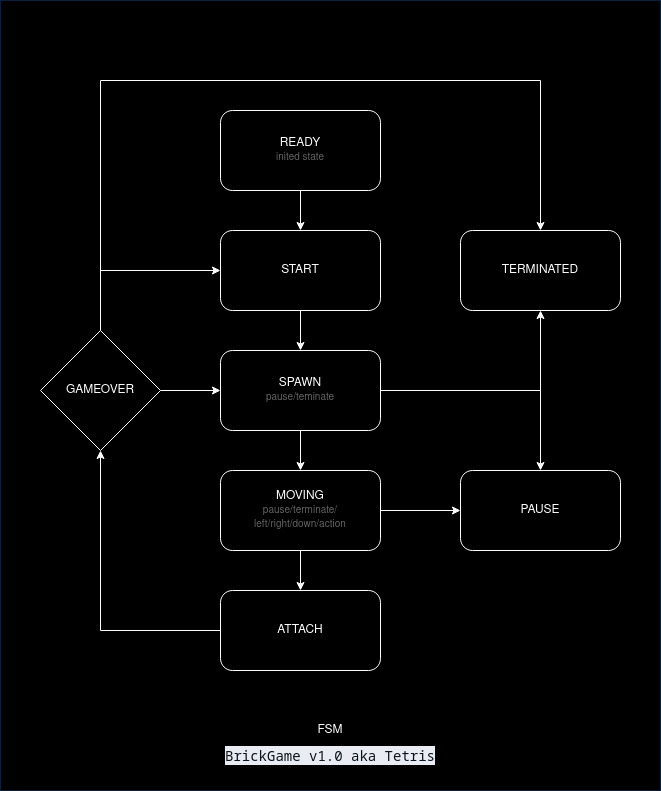 READY
inited state
START
TERMINATED
GAMEOVER
SPAWN
pause/teminate
MOVING
pause/terminate/
left/right/down/action
PAUSE
ATTACH
FSM
BrickGame v1.0 aka Tetris